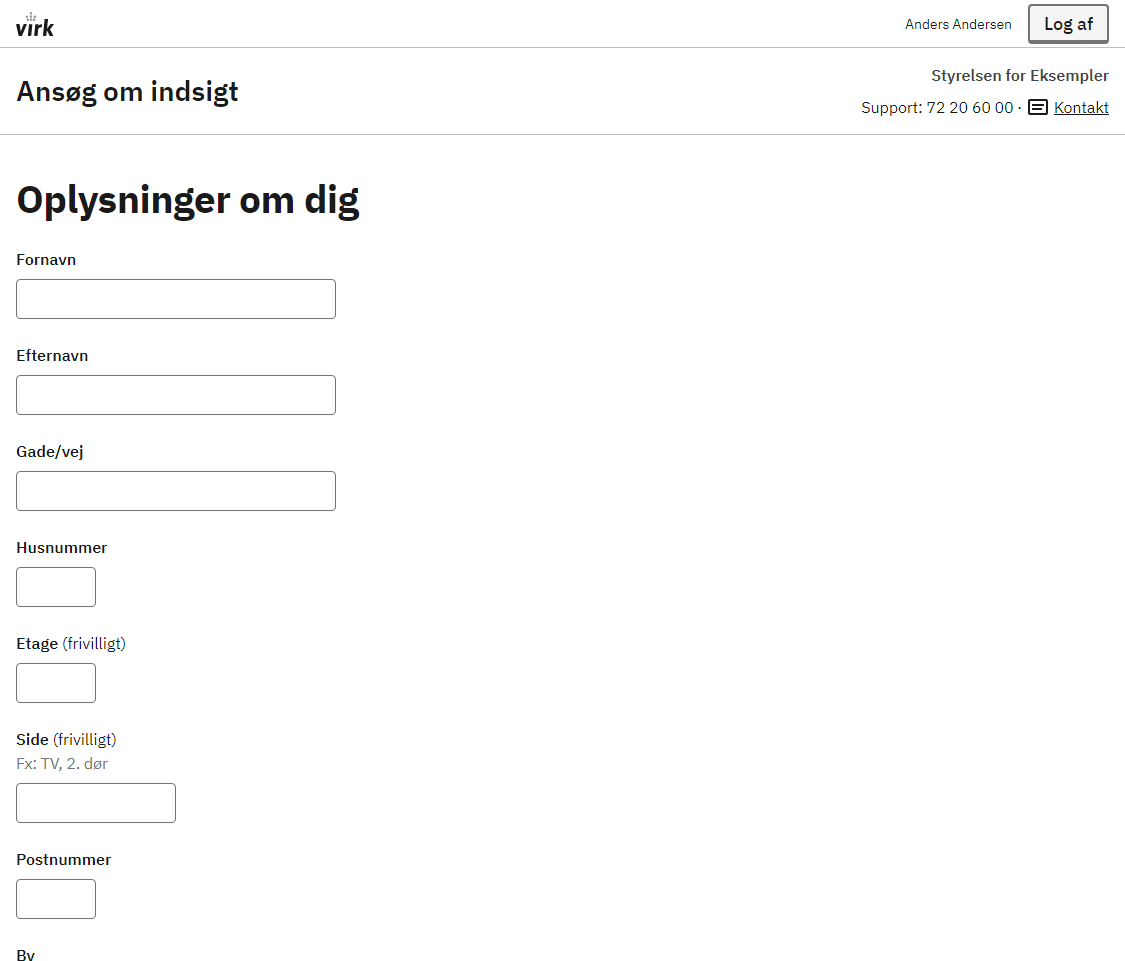 virk
Anders Andersen
Log af
Ansøg om indsigt
Styrelsen for Eksempler
Support: 72 20 60 00 · Kontakt
Oplysninger om dig
Fornavn
Efternavn
Gade/vej
Husnummer
Etage (frivilligt)
Side (frivilligt)
Fx: TV, 2. dør
Postnummer
By